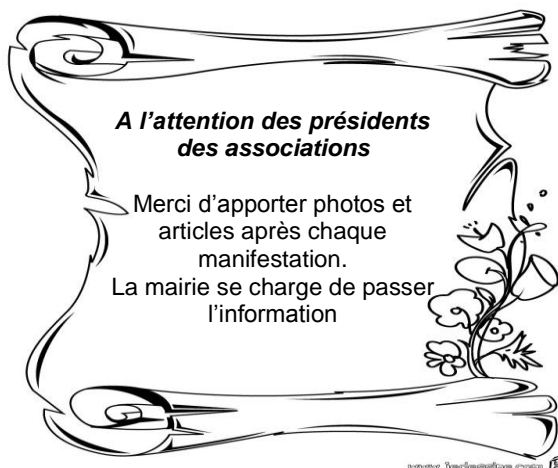 A l’attention des présidents
des associations
Merci d’apporter photos et
articles après chaque
manifestation.
La mairie se charge de passer
l’information